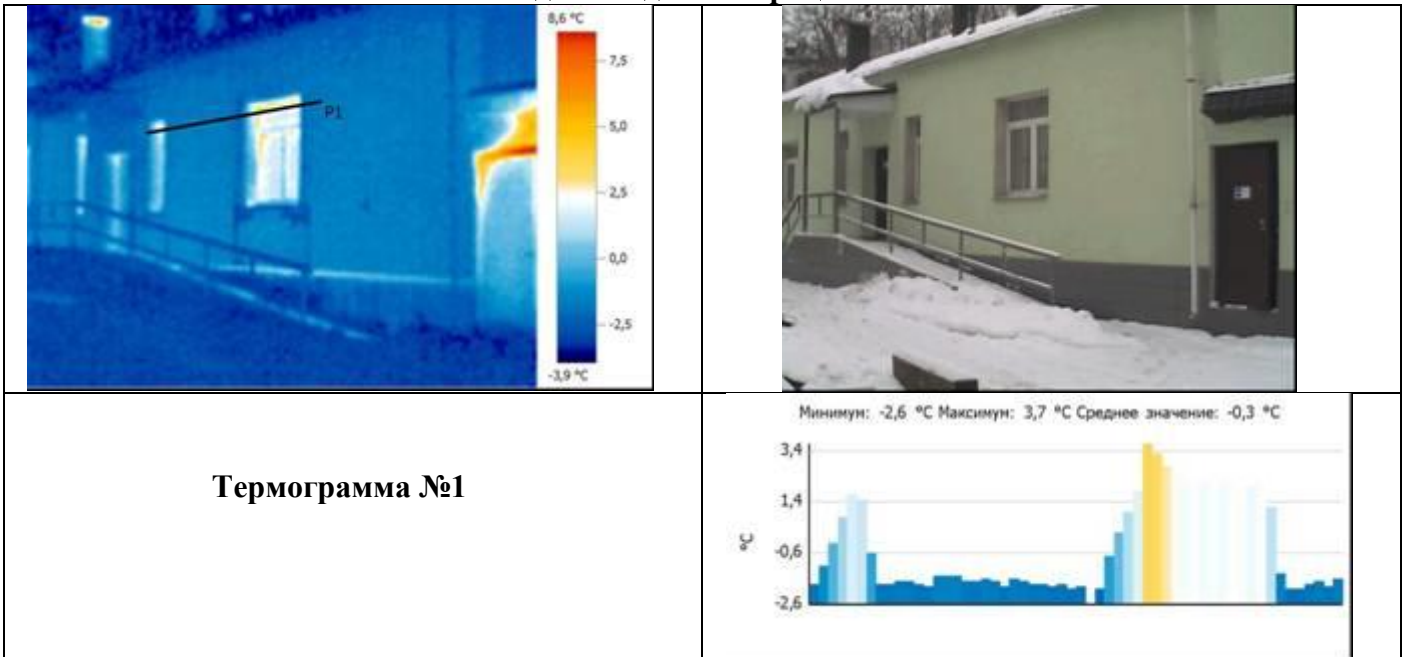 8,6 °C
7,5
5,0
2,5
0,0
-2,5
-3,9 °C
P1
Термограмма №1
Минимум: -2,6 °C Максимум: 3,7 °C Среднее значение: -0,3 °C
3,4
1,4
-0,6
-2,6
°C